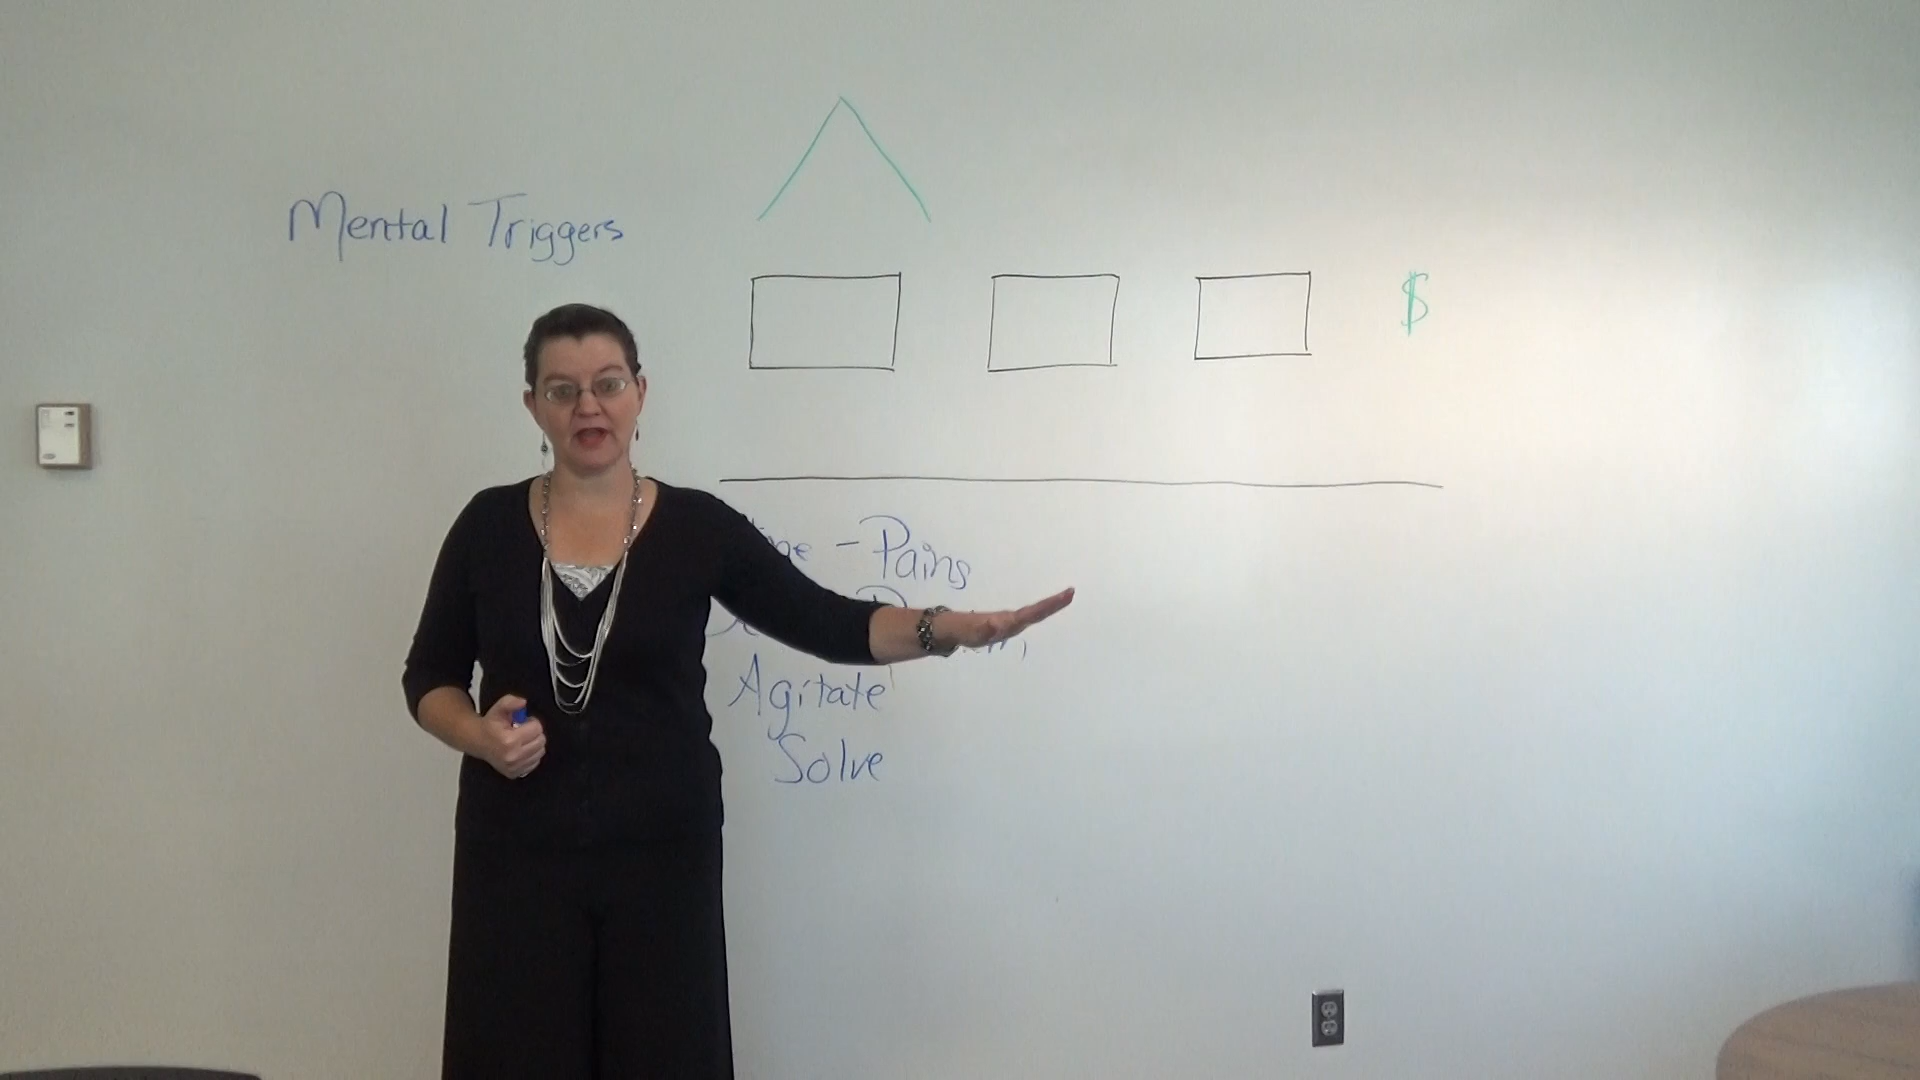 Mental Triggers
$
- Pains
Agitate
Solve